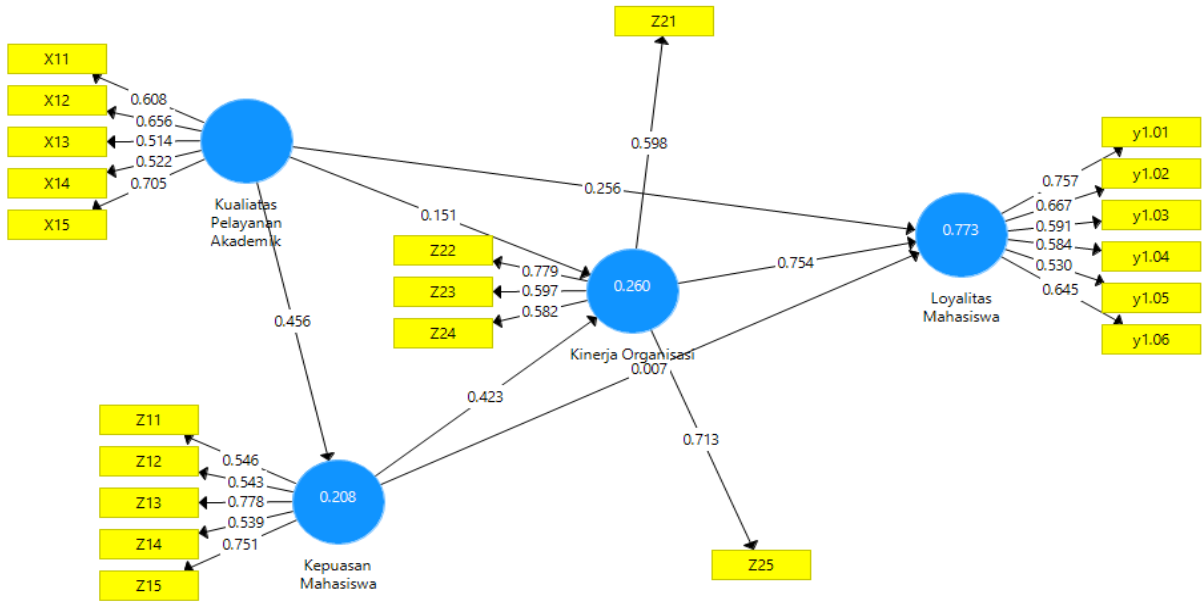 Z21
X11
X12
X13
X14
X15
0.608
0.656
0.514
0.522
0.705
Kualiatas
Pelayanan
Akademik
0.598
0.256
0.151
0.456
Z22
Z23
Z24
0.779
0.597
0.582
0.260
Kinerja Organisasi
0.754
0.773
Loyalitas
Mahasiswa
0.757
0.667
0.591
0.584
0.530
0.645
y1.01
y1.02
y1.03
y1.04
y1.05
y1.06
0.007
0.423
0.713
Z11
Z12
Z13
Z14
Z15
0.546
0.543
0.778
0.539
0.751
0.208
Kepuasan
Mahasiswa
Z25